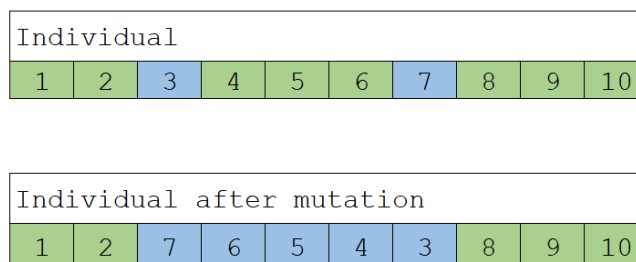 Individual
1 2 3 4 5 6 7 8 9 10
Individual after mutation
1 2 7 6 5 4 3 8 9 10